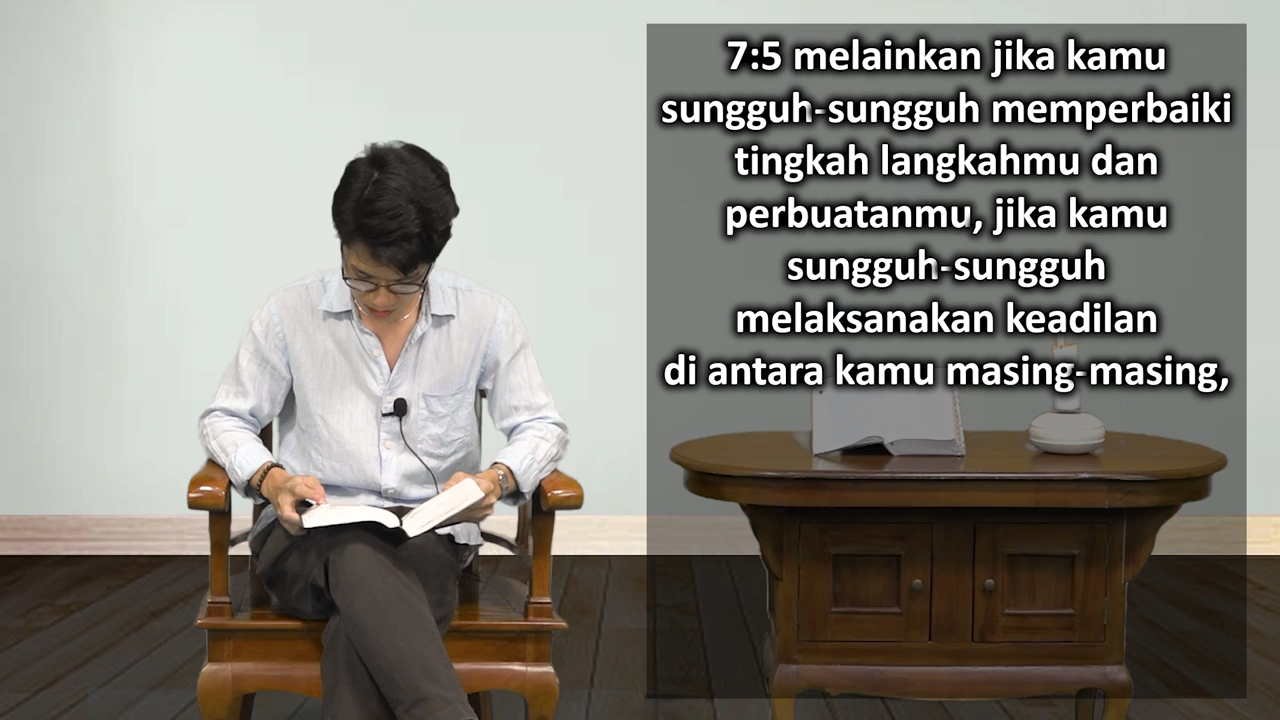 7:5 melainkan jika kamu
sungguh-sungguh memperbaiki
tingkah langkahmu dan
perbuatanmu, jika kamu
sungguh-sungguh
melaksanakan keadilan
di antara kamu masing-masing,